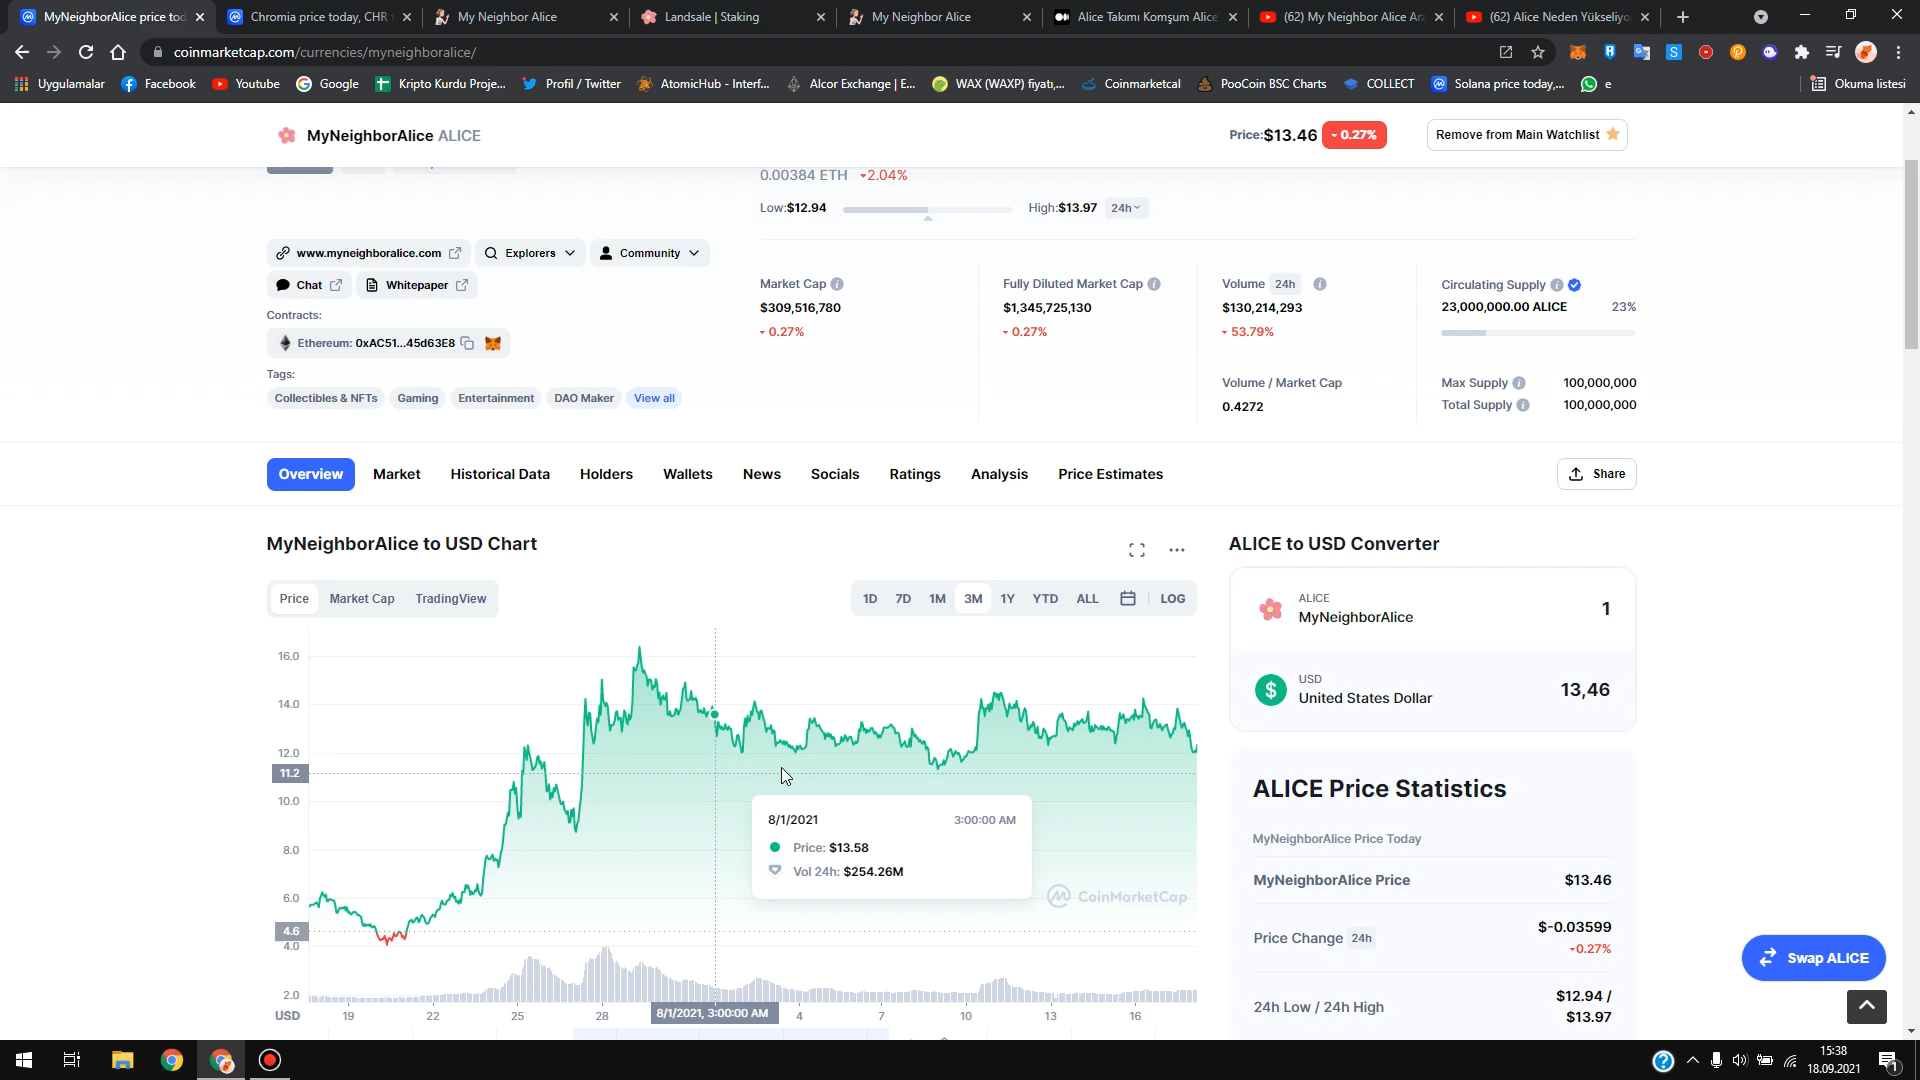 MyNeighborAlice price tod
Chromia price today, CHR t
My Neighbor Alice
Landsale | Staking
My Neighbor Alice
Alice Takımı Komşum Alice
(62) My Neighbor Alice Ara
(62) Alice Neden Yükseliyo
coinmarketcap.com/currencies/myneighboralice/
Uygulamalar
Facebook
Youtube
Google
Kripto Kurdu Proje...
Profil / Twitter
AtomicHub - Interf...
Alcor Exchange | E...
WAX (WAXP) fiyatı,...
Coinmarketcal
PooCoin BSC Charts
COLLECT
Solana price today,...
e
Okuma listesi
MyNeighborAlice ALICE
Price:$13.46
0.27%
Remove from Main Watchlist
0.00384 ETH 2.04%
Low:$12.94
High:$13.97
24h
www.myneighboralice.com
Explorers
Community
Chat
Whitepaper
Contracts:
Ethereum: 0xAC51...45d63E8
Tags:
Collectibles & NFTs
Gaming
Entertainment
DAO Maker
View all
Market Cap
$309,516,780
0.27%
Fully Diluted Market Cap
$1,345,725,130
0.27%
Volume 24h
$130,214,293
53.79%
Volume / Market Cap
0.4272
Circulating Supply
23,000,000.00 ALICE
23%
Max Supply
100,000,000
Total Supply
100,000,000
Overview
Market
Historical Data
Holders
Wallets
News
Socials
Ratings
Analysis
Price Estimates
Share
MyNeighborAlice to USD Chart
Price
Market Cap
TradingView
1D
7D
1M
3M
1Y
YTD
ALL
LOG
16.0
14.0
12.0
11.2
10.0
8.0
6.0
4.6
4.0
2.0
USD
19
22
25
28
8/1/2021, 3:00:00 AM
4
7
10
13
16
8/1/2021
3:00:00 AM
Price: $13.58
Vol 24h: $254.26M
CoinMarketCap
ALICE to USD Converter
ALICE
MyNeighborAlice
1
USD
United States Dollar
13,46
ALICE Price Statistics
MyNeighborAlice Price Today
MyNeighborAlice Price
$13.46
Price Change 24h
$-0.03599
0.27%
24h Low / 24h High
$12.94 /
$13.97
Swap ALICE
15:38
18.09.2021
1